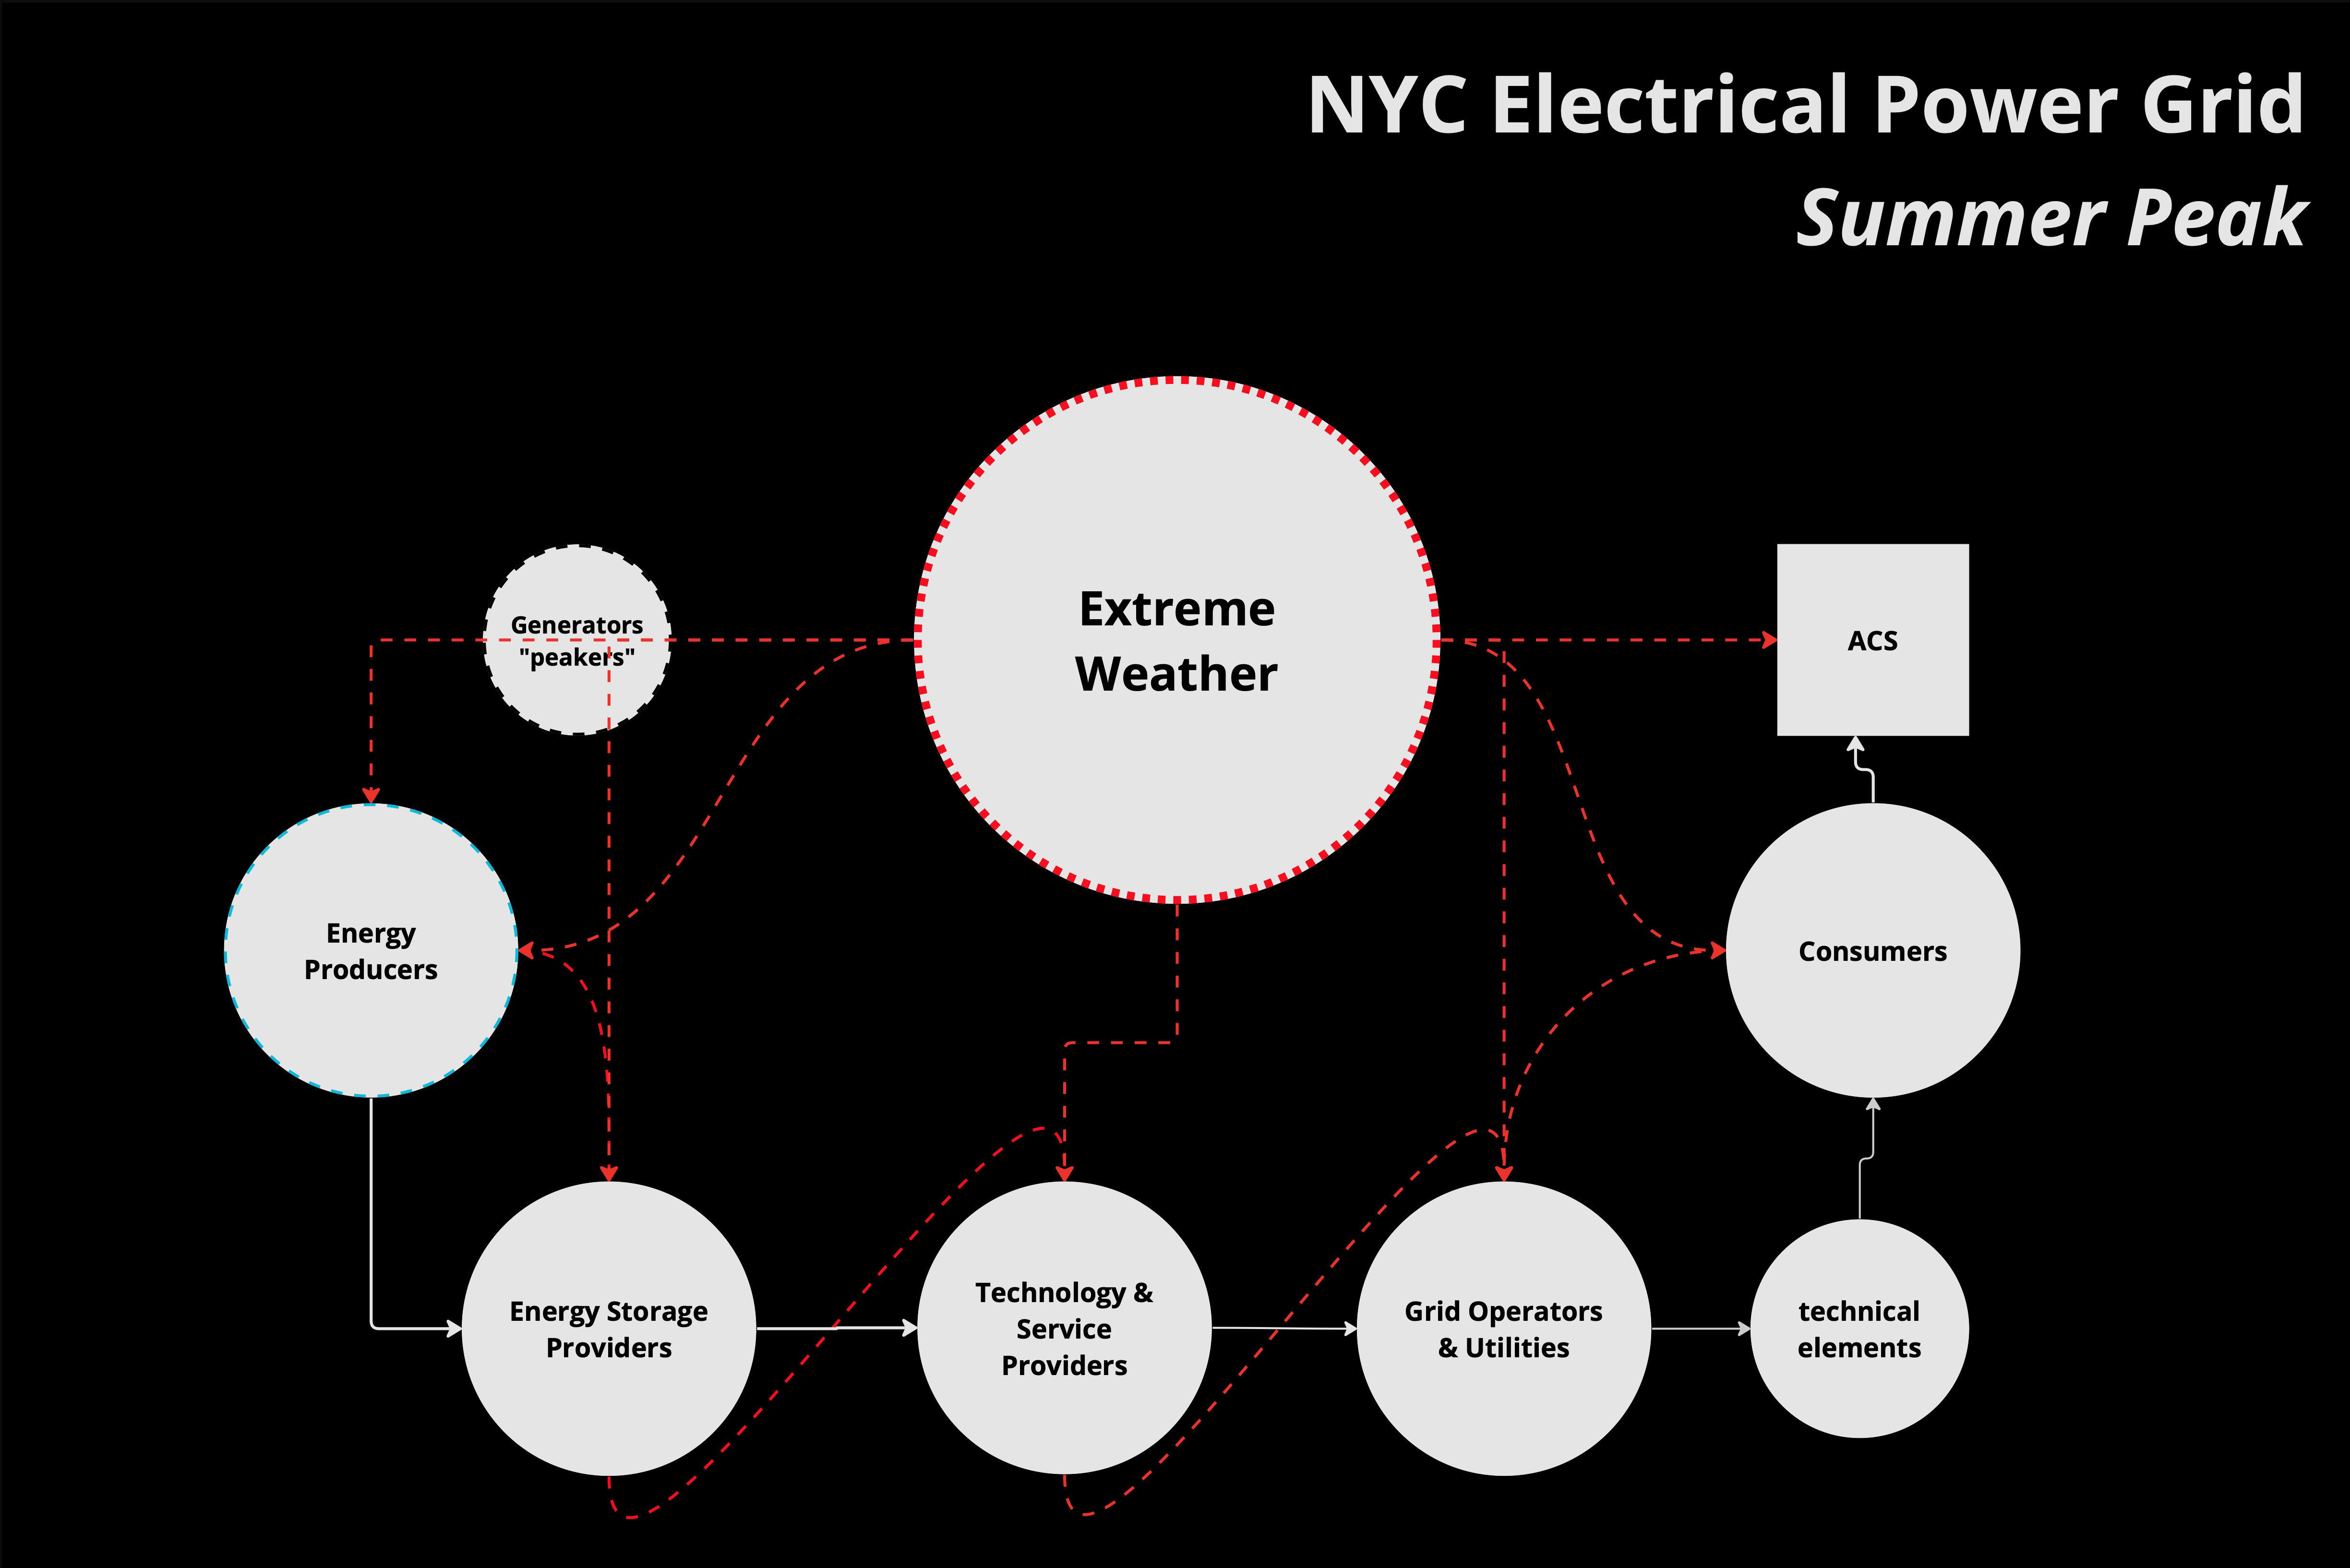 NYC Electrical Power Grid
Summer Peak
Extreme
Weather
Generators
"peakers"
ACS
Energy
Producers
Consumers
Energy Storage
Providers
Technology &
Service
Providers
Grid Operators
& Utilities
technical
elements